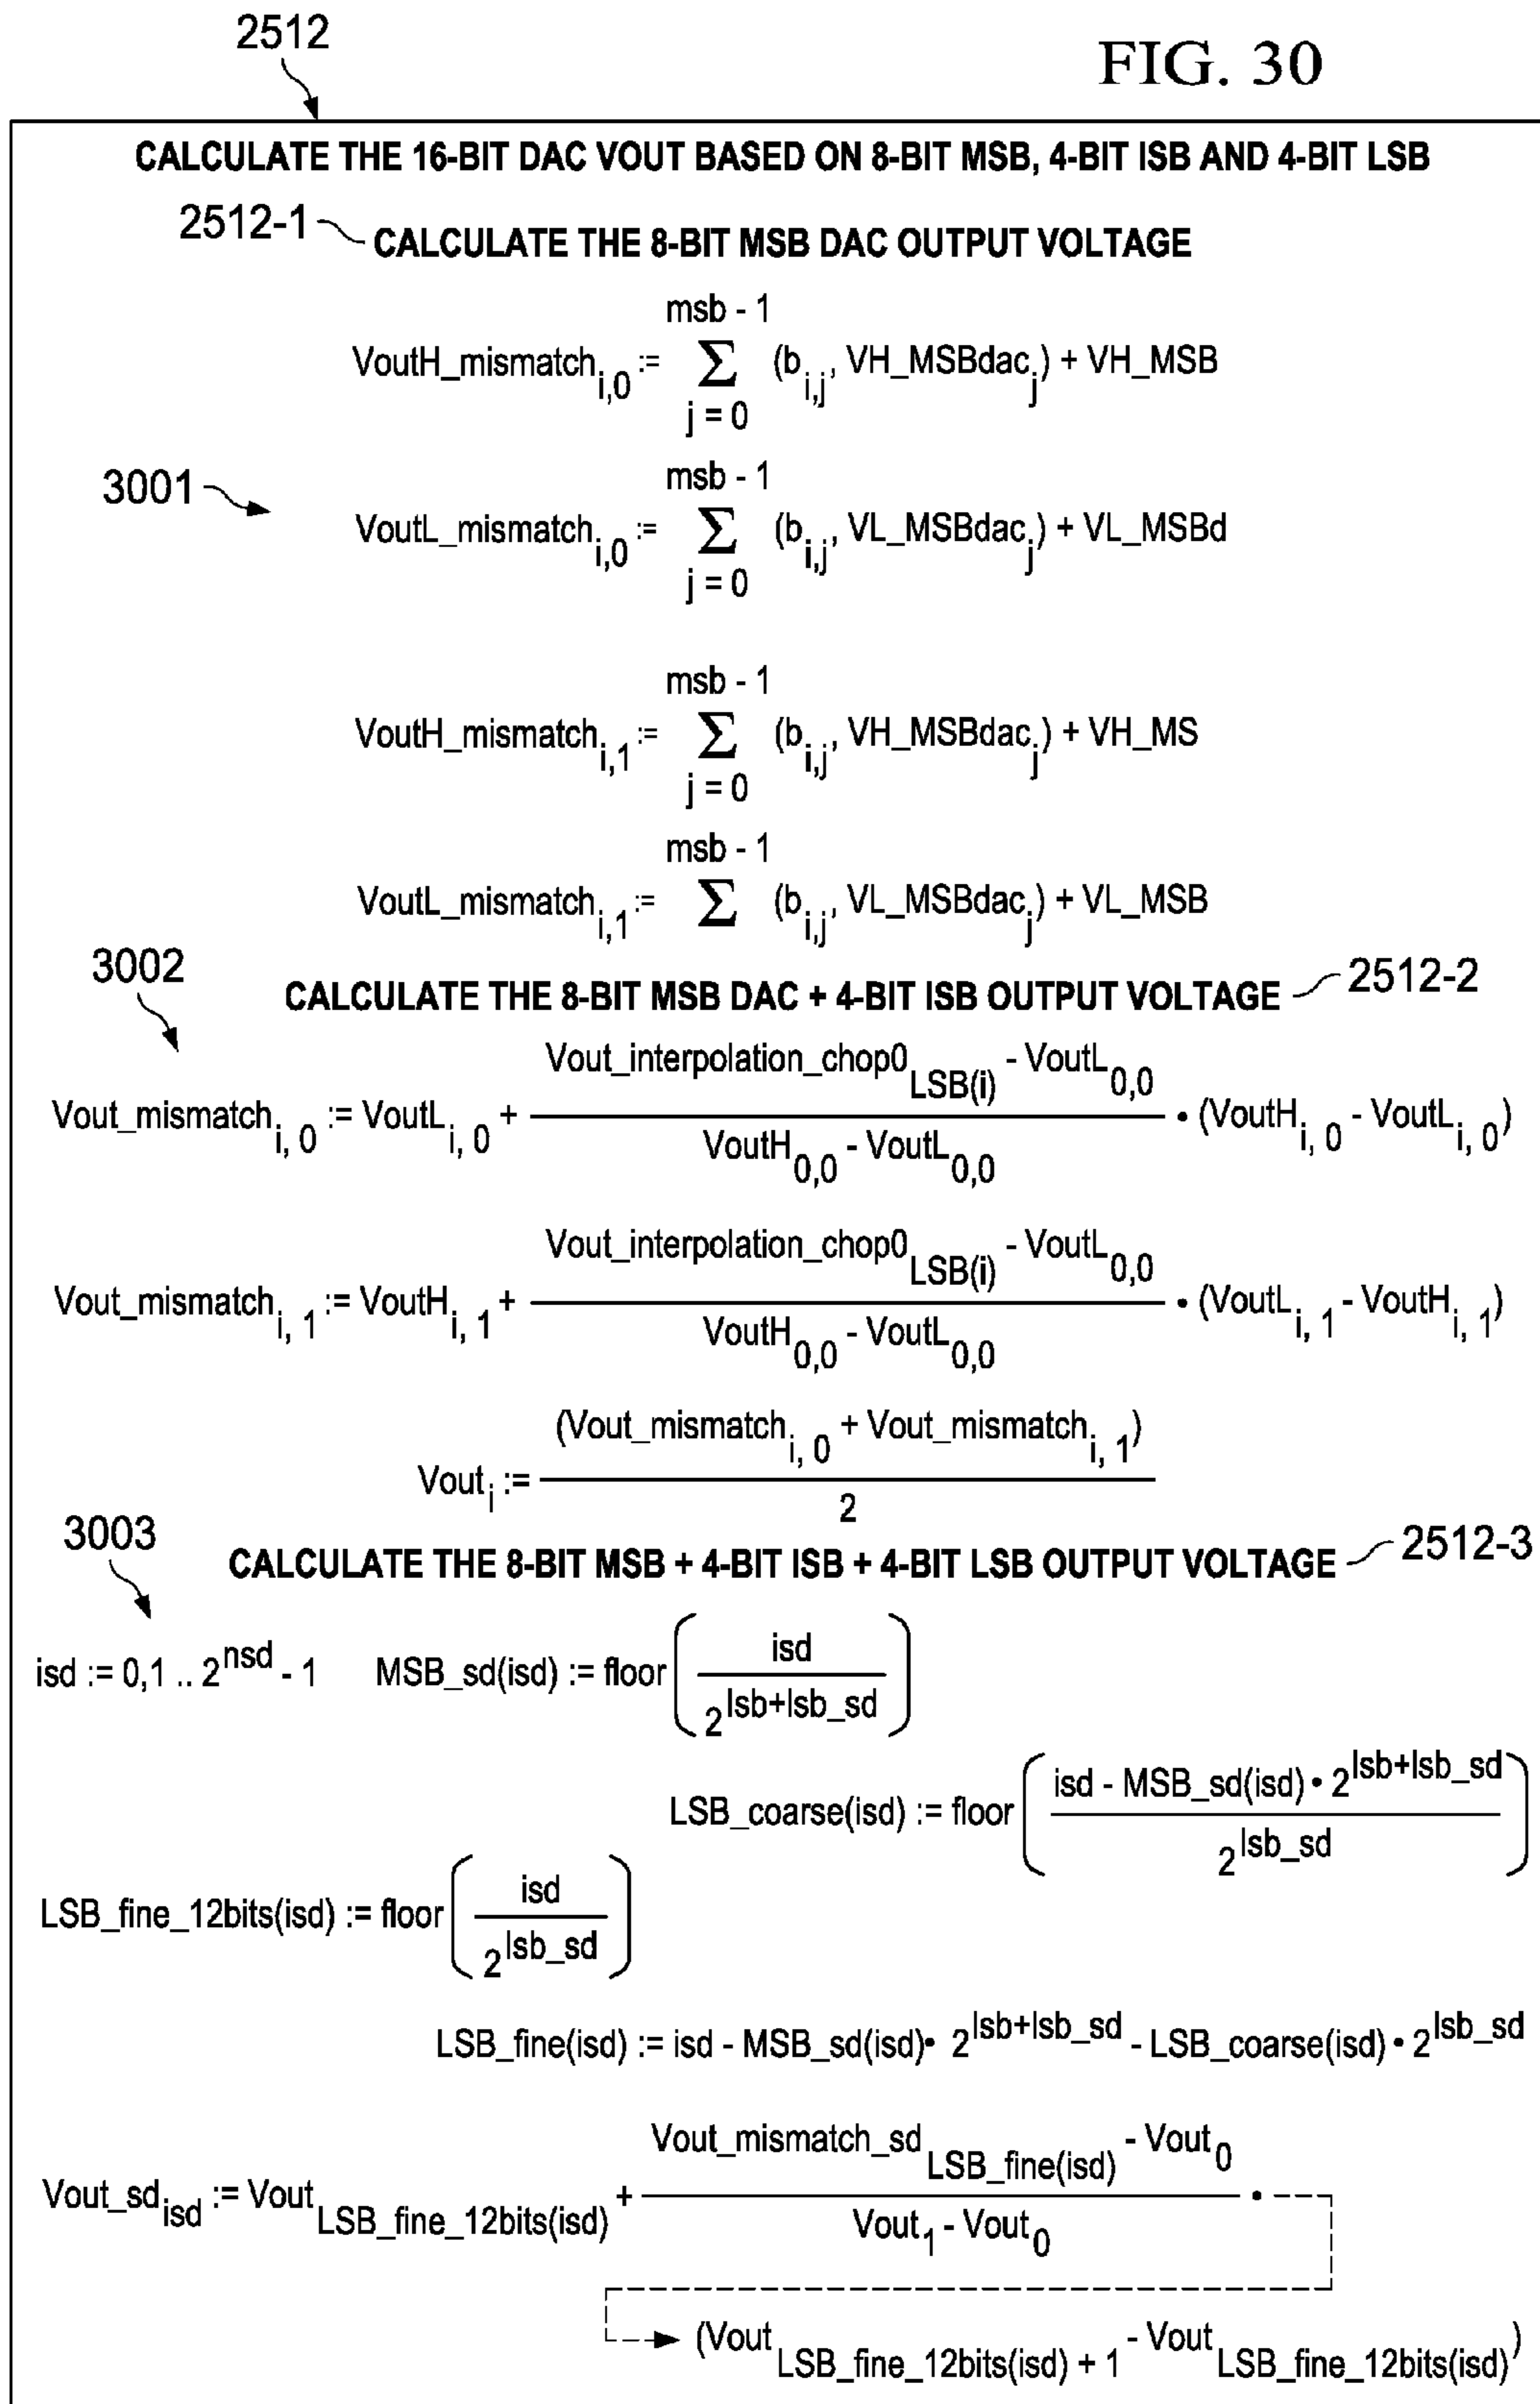 2512
FIG. 30
CALCULATE THE 16-BIT DAC VOUT BASED ON 8-BIT MSB, 4-BIT ISB AND 4-BIT LSB
2512-1 CALCULATE THE 8-BIT MSB DAC OUTPUT VOLTAGE
msb - 1
VoutH_mismatch i,0 := Σ (b i,j, VH_MSBdac j) + VH_MSB
j = 0
3001
msb - 1
VoutL_mismatch i,0 := Σ (b i,j, VL_MSBdac j) + VL_MSBd
j = 0
msb - 1
VoutH_mismatch i,1 := Σ (b i,j, VH_MSBdac j) + VH_MS
j = 0
msb - 1
VoutL_mismatch i,1 := Σ (b i,j, VL_MSBdac j) + VL_MSB
3002
CALCULATE THE 8-BIT MSB DAC + 4-BIT ISB OUTPUT VOLTAGE 2512-2
Vout_interpolation_chop0 LSB(i) - VoutL 0,0
Vout_mismatch i, 0 := VoutL i, 0 + • (VoutH i, 0 - VoutL i, 0)
VoutH 0,0 - VoutL 0,0
Vout_interpolation_chop0 LSB(i) - VoutL 0,0
Vout_mismatch i, 1 := VoutH i, 1 + • (VoutL i, 1 - VoutH i, 1)
VoutH 0,0 - VoutL 0,0
(Vout_mismatch i, 0 + Vout_mismatch i, 1)
Vout i :=
2
3003
CALCULATE THE 8-BIT MSB + 4-BIT ISB + 4-BIT LSB OUTPUT VOLTAGE 2512-3
isd := 0,1 .. 2^nsd - 1 MSB_sd(isd) := floor( isd / 2^lsb+lsb_sd )
LSB_coarse(isd) := floor( isd - MSB_sd(isd) • 2^lsb+lsb_sd / 2^lsb_sd )
LSB_fine_12bits(isd) := floor( isd / 2^lsb_sd )
LSB_fine(isd) := isd - MSB_sd(isd)• 2^lsb+lsb_sd - LSB_coarse(isd) • 2^lsb_sd
Vout_mismatch_sd LSB_fine(isd) - Vout 0
Vout_sd isd := Vout LSB_fine_12bits(isd) + •
Vout 1 - Vout 0
(Vout LSB_fine_12bits(isd) + 1 - Vout LSB_fine_12bits(isd))